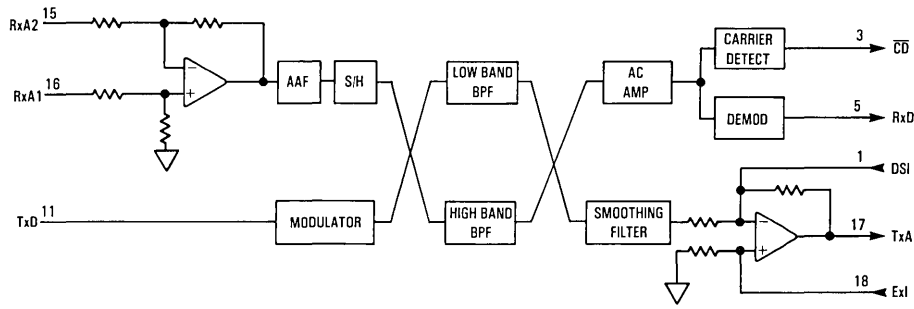 RxA2 15
RxA1 16
AAF
S/H
LOW BAND
BPF
AC
AMP
CARRIER
DETECT
3 CD
DEMOD
5 RxD
1 DSI
TxD 11
MODULATOR
HIGH BAND
BPF
SMOOTHING
FILTER
17 TxA
18 ExI
−
+
−
+